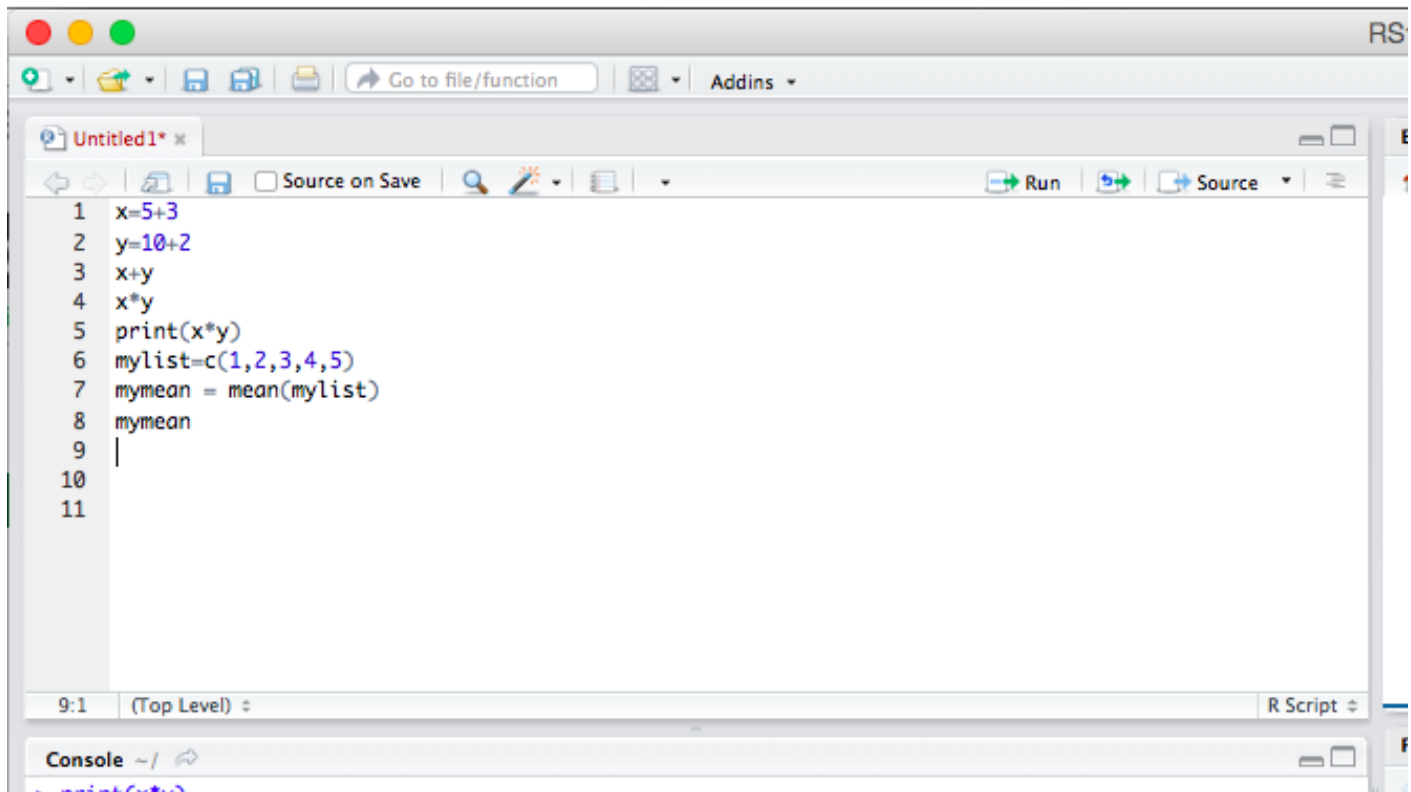 RS
Go to file/function
Addins
Untitled1*
Source on Save
Run
Source
1 x=5+3
2 y=10+2
3 x+y
4 x*y
5 print(x*y)
6 mylist=c(1,2,3,4,5)
7 mymean = mean(mylist)
8 mymean
9
10
11
9:1 (Top Level)
R Script
Console ~/
> print(x*y)